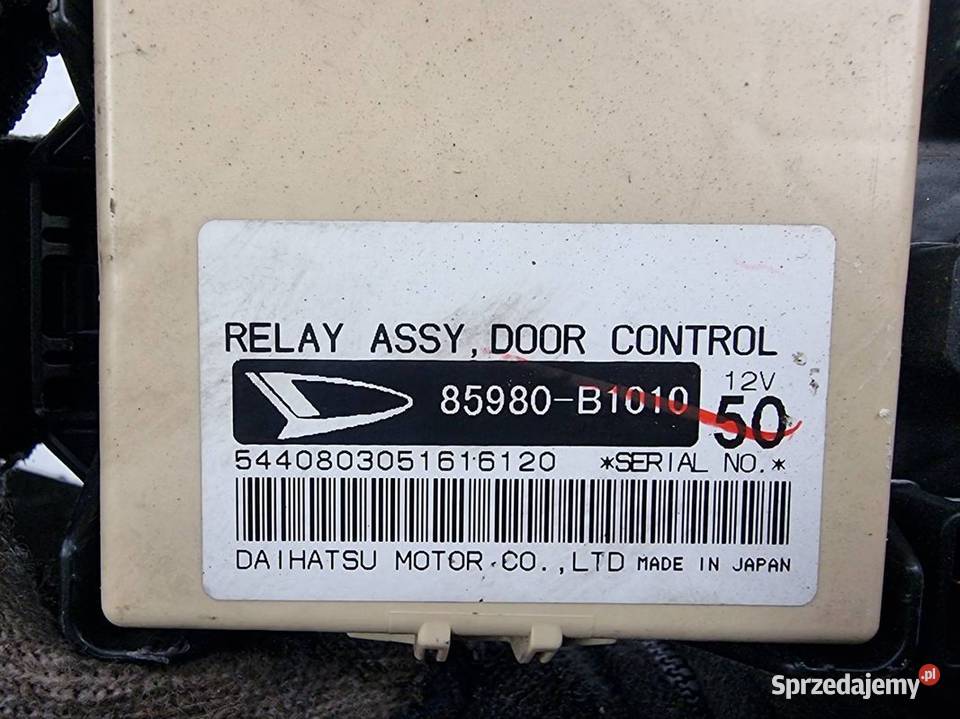 RELAY ASSY, DOOR CONTROL
85980-B1010
12V
50
5440803051616120 *SERIAL NO.*
DAIHATSU MOTOR CO.,LTD MADE IN JAPAN
Sprzedajemy.pl